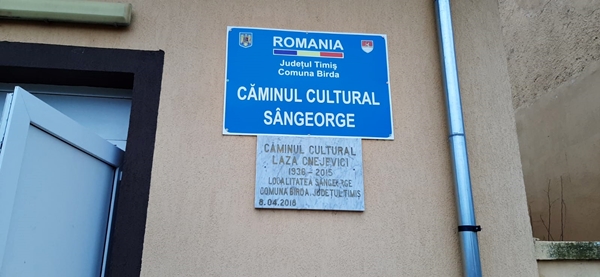 ROMANIA
Județul Timiș
Comuna Birda
CĂMINUL CULTURAL
SÂNGEORGE
CĂMINUL CULTURAL
LAZA CNEJEVICI
1936 - 2015
LOCALITATEA SÂNGEORGE
COMUNA BIRDA, JUDEȚUL TIMIȘ
8.04.2018